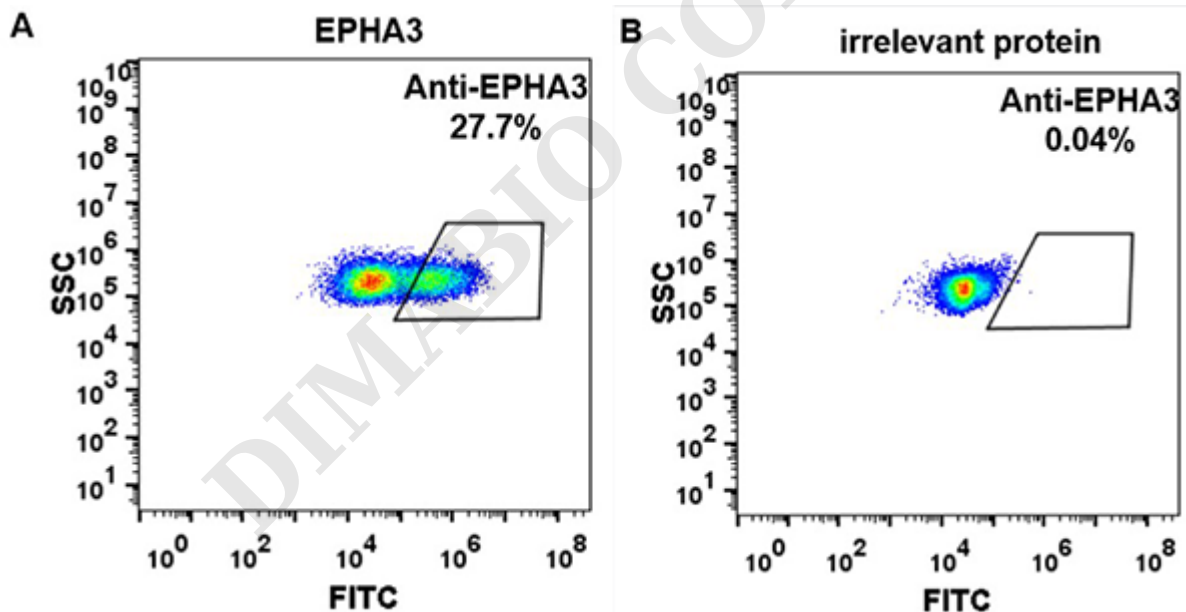 A
EPHA3
Anti-EPHA3
27.7%
10¹⁰
10⁹
10⁸
10⁷
10⁶
10⁵
10⁴
10³
10²
10¹
SSC
10⁰ 10² 10⁴ 10⁶ 10⁸
FITC
B
irrelevant protein
Anti-EPHA3
0.04%
10⁹
10⁸
10⁷
10⁶
10⁵
10⁴
10³
10²
10¹
SSC
10⁰ 10² 10⁴ 10⁶ 10⁸
FITC
DIMABIO CO